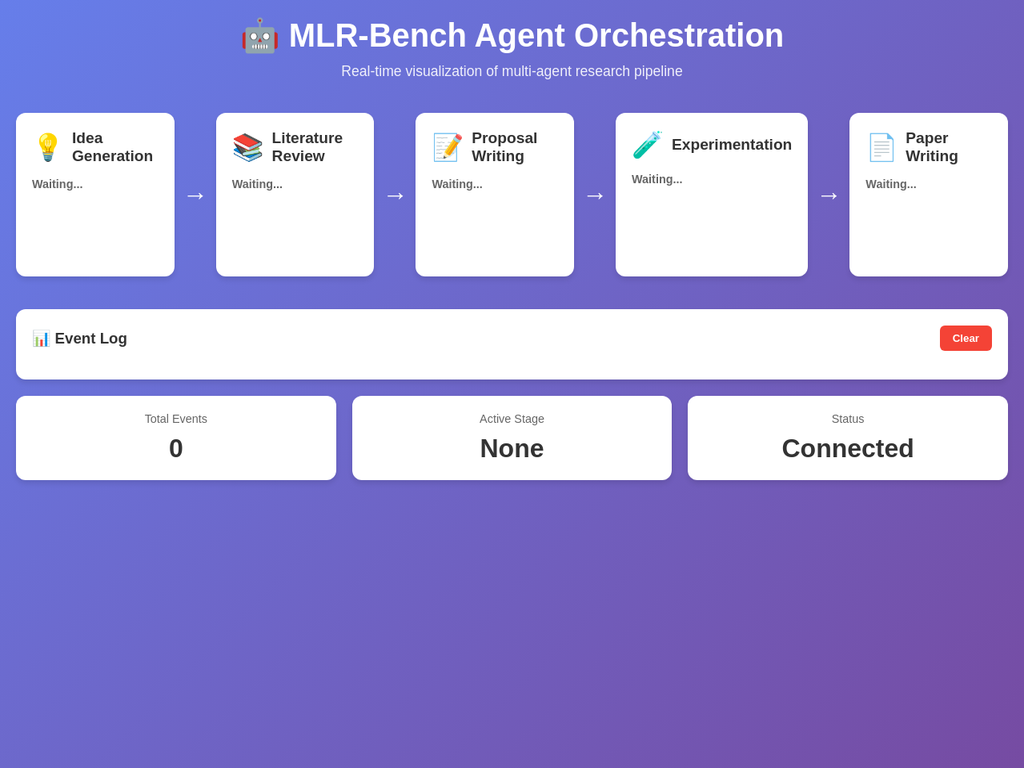 🤖 MLR-Bench Agent Orchestration
Real-time visualization of multi-agent research pipeline
💡 Idea
Generation
Waiting...
→
📚 Literature
Review
Waiting...
→
📝 Proposal
Writing
Waiting...
→
🧪 Experimentation
Waiting...
→
📄 Paper
Writing
Waiting...
📊 Event Log
Clear
Total Events
0
Active Stage
None
Status
Connected